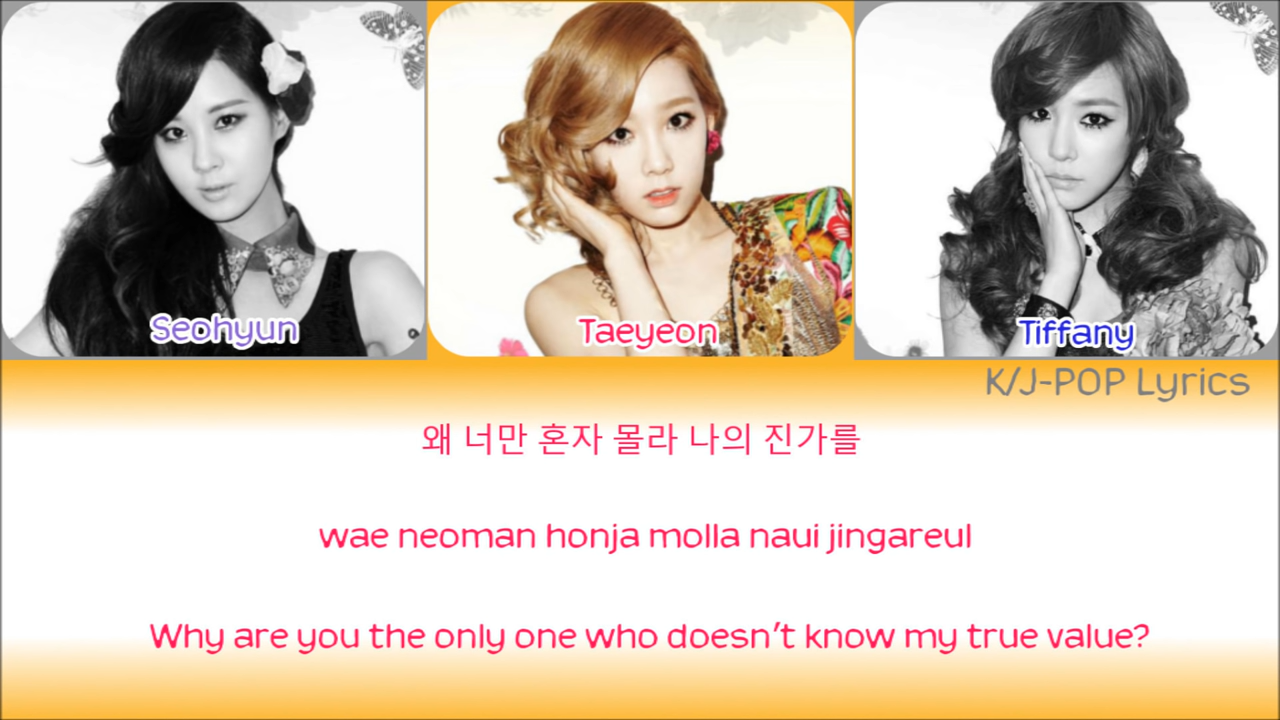 Seohyun
Taeyeon
Tiffany
K/J-POP Lyrics
왜 너만 혼자 몰라 나의 진가를
wae neoman honja molla naui jingareul
Why are you the only one who doesn't know my true value?